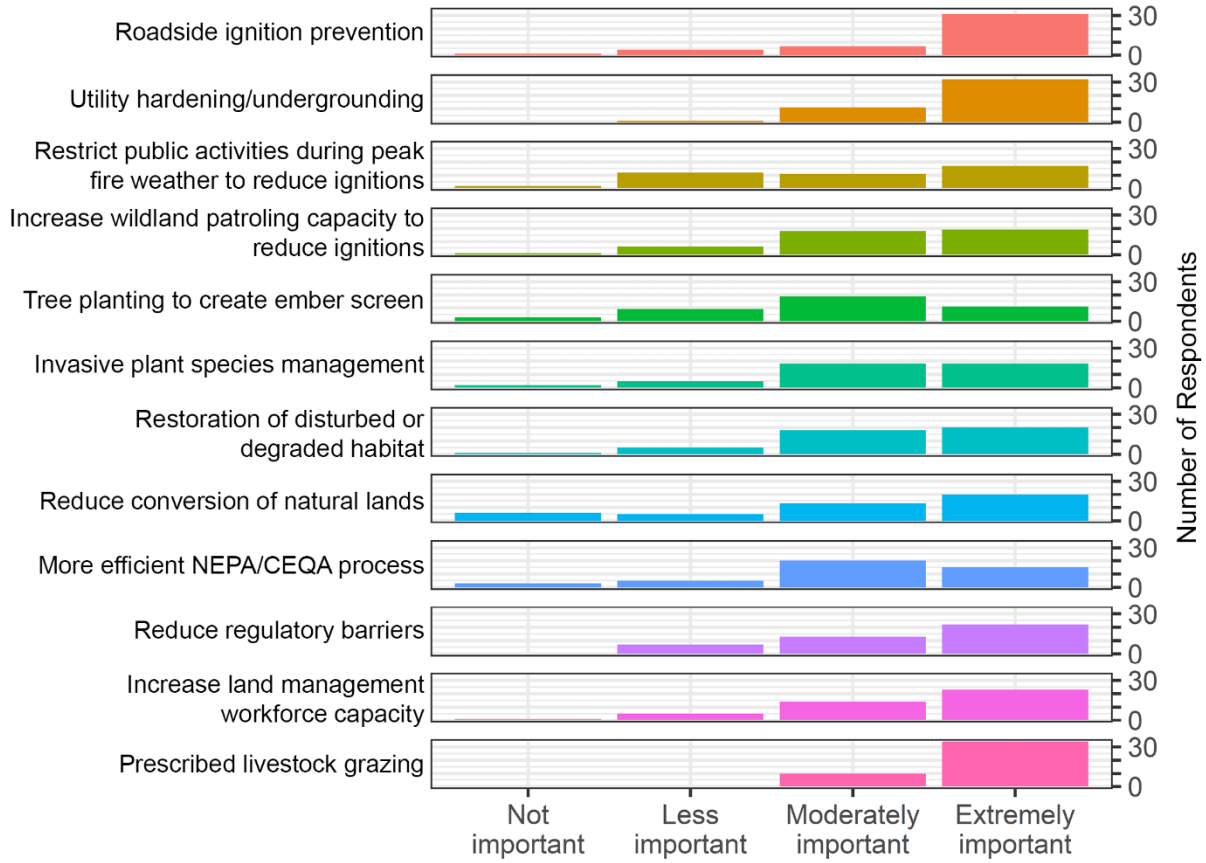 Roadside ignition prevention
30
0
Utility hardening/undergrounding
30
0
Restrict public activities during peak
fire weather to reduce ignitions
30
0
Increase wildland patroling capacity to
reduce ignitions
30
0
Tree planting to create ember screen
30
0
Invasive plant species management
30
0
Restoration of disturbed or
degraded habitat
30
0
Reduce conversion of natural lands
30
0
More efficient NEPA/CEQA process
30
0
Reduce regulatory barriers
30
0
Increase land management
workforce capacity
30
0
Prescribed livestock grazing
30
0
Number of Respondents
Not
important
Less
important
Moderately
important
Extremely
important